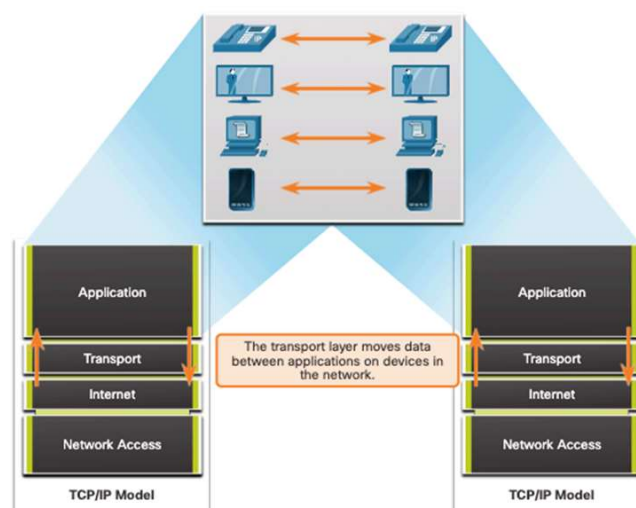 Application
Transport
Internet
Network Access
TCP/IP Model
The transport layer moves data
between applications on devices in
the network.
Application
Transport
Internet
Network Access
TCP/IP Model